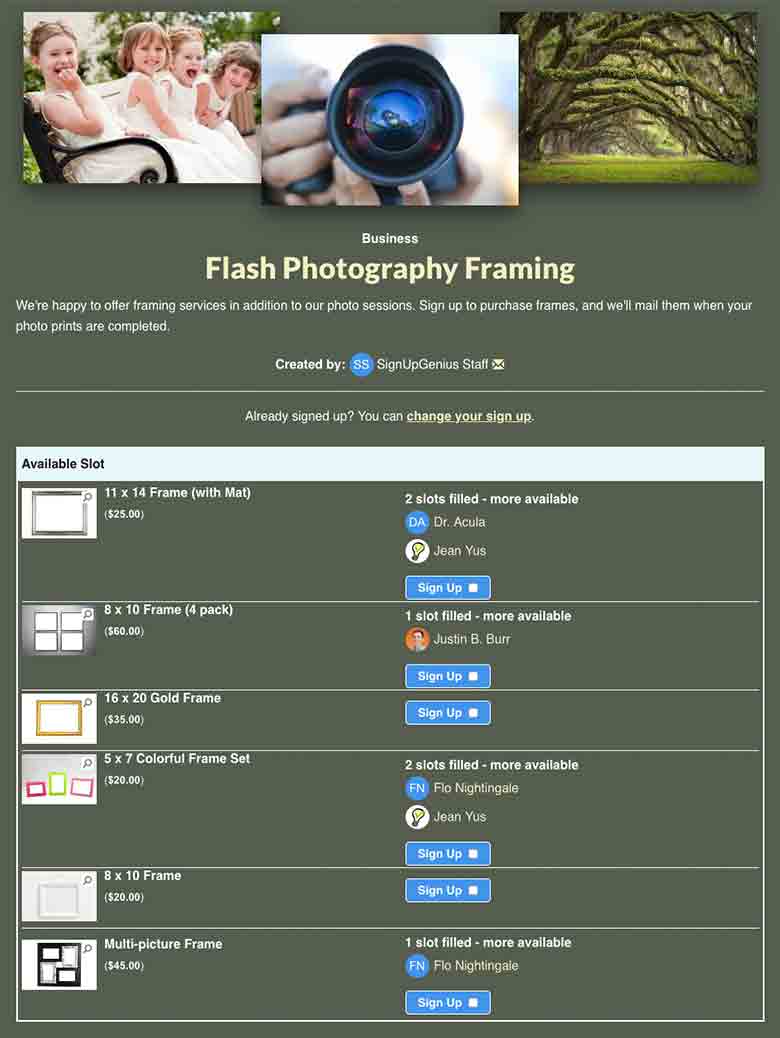 Business
Flash Photography Framing
We're happy to offer framing services in addition to our photo sessions. Sign up to purchase frames, and we'll mail them when your
photo prints are completed.
Created by: SS SignUpGenius Staff
Already signed up? You can change your sign up.
Available Slot
11 x 14 Frame (with Mat)
($25.00)
2 slots filled - more available
DA Dr. Acula
Jean Yus
Sign Up
8 x 10 Frame (4 pack)
($60.00)
1 slot filled - more available
Justin B. Burr
Sign Up
16 x 20 Gold Frame
($35.00)
Sign Up
5 x 7 Colorful Frame Set
($20.00)
2 slots filled - more available
FN Flo Nightingale
Jean Yus
Sign Up
8 x 10 Frame
($20.00)
Sign Up
Multi-picture Frame
($45.00)
1 slot filled - more available
FN Flo Nightingale
Sign Up